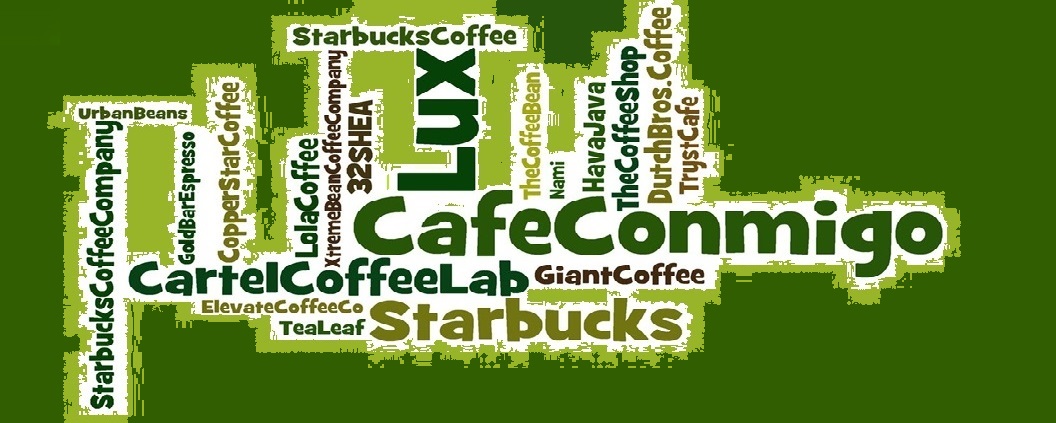 StarbucksCoffee
Lux
UrbanBeans
StarbucksCoffeeCompany
GoldBarEspresso
CopperStarCoffee
LolaCoffee
XtremeBeanCoffeeCompany
32SHEA
TheCoffeeBean
Nami
HavaJava
TheCoffeeShop
DutchBros.Coffee
TrystCafe
CafeConmigo
CartelCoffeeLab
GiantCoffee
ElevateCoffeeCo
TeaLeaf
Starbucks